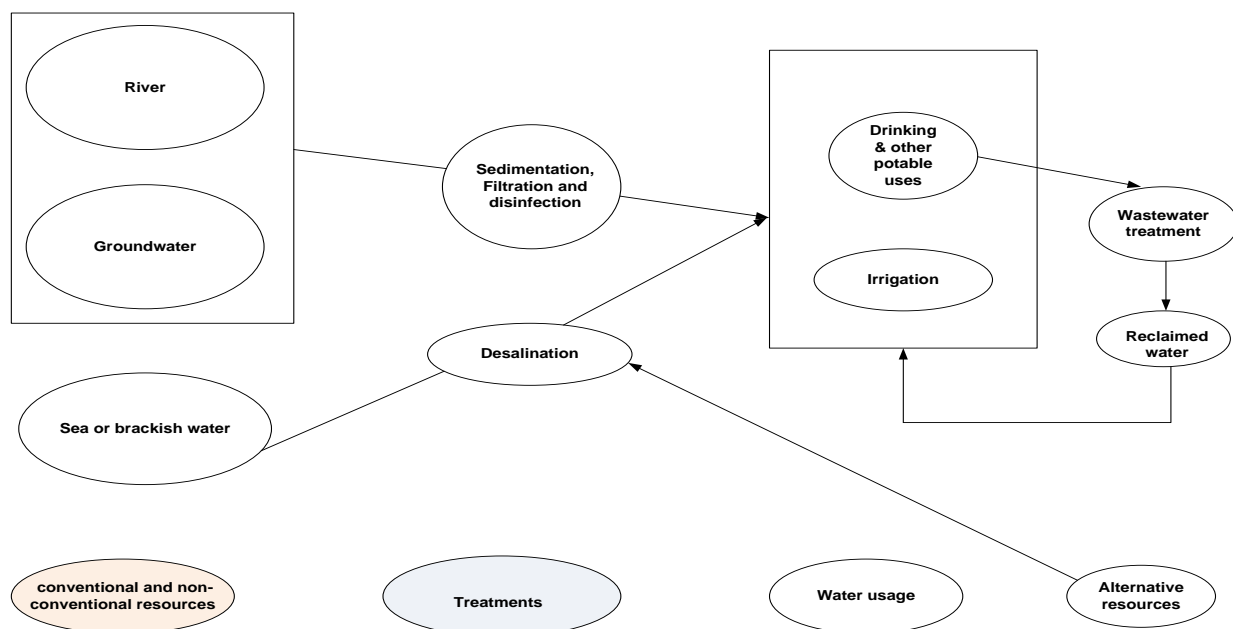 River
Groundwater
Sea or brackish water
Sedimentation,
Filtration and
disinfection
Desalination
Drinking
& other
potable
uses
Irrigation
Wastewater
treatment
Reclaimed
water
conventional and non-
conventional resources
Treatments
Water usage
Alternative
resources